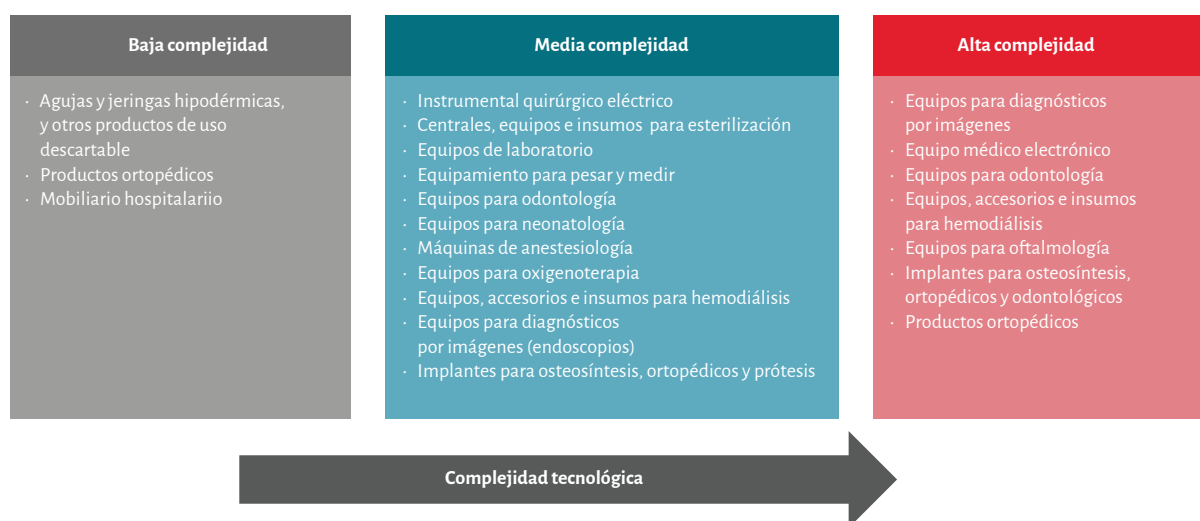 Baja complejidad
· Agujas y jeringas hipodérmicas,
y otros productos de uso
descartable
· Productos ortopédicos
· Mobiliario hospitalariio
Media complejidad
· Instrumental quirúrgico eléctrico
· Centrales, equipos e insumos para esterilización
· Equipos de laboratorio
· Equipamiento para pesar y medir
· Equipos para odontología
· Equipos para neonatología
· Máquinas de anestesiología
· Equipos para oxigenoterapia
· Equipos, accesorios e insumos para hemodiálisis
· Equipos para diagnósticos
por imágenes (endoscopios)
· Implantes para osteosíntesis, ortopédicos y prótesis
Alta complejidad
· Equipos para diagnósticos
por imágenes
· Equipo médico electrónico
· Equipos para odontología
· Equipos, accesorios e insumos
para hemodiálisis
· Equipos para oftalmología
· Implantes para osteosíntesis,
ortopédicos y odontológicos
· Productos ortopédicos
Complejidad tecnológica